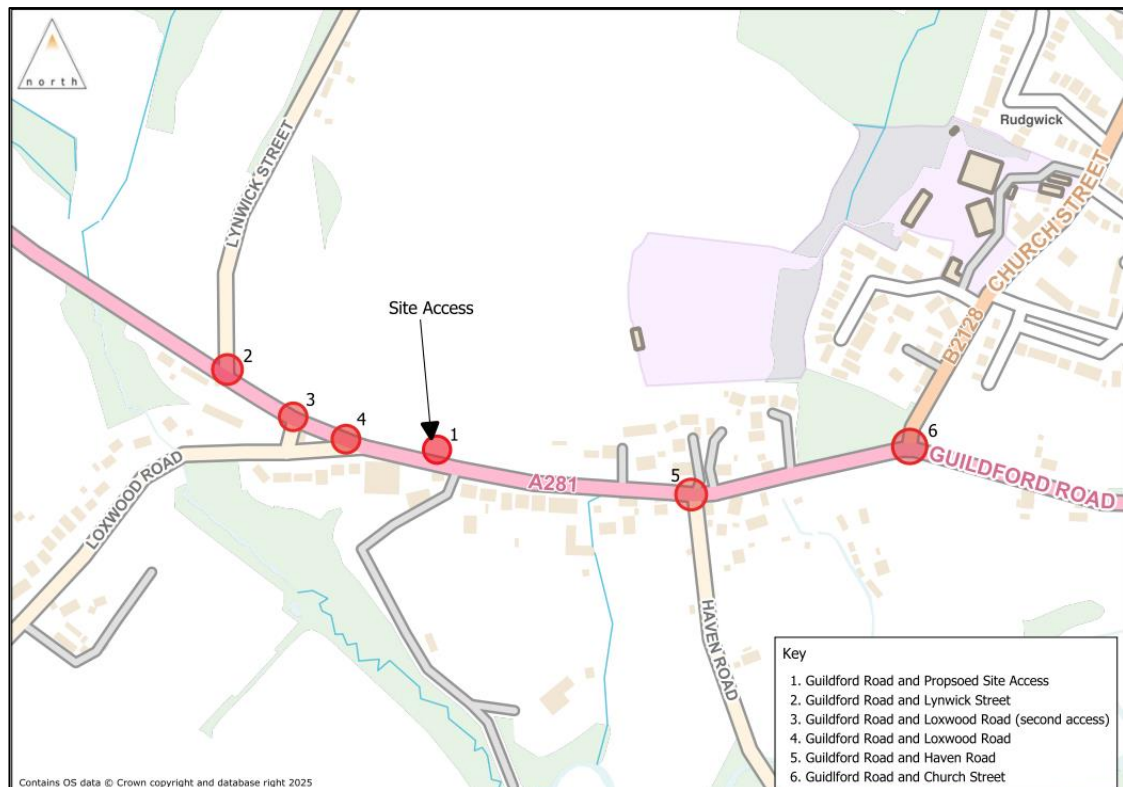 north
Rudgwick
LYNWICK STREET
B2128 CHURCH STREET
Site Access
2
3
4
1
5
6
LOXWOOD ROAD
A281
GUILDFORD ROAD
HAVEN ROAD
Key
1. Guildford Road and Propsoed Site Access
2. Guildford Road and Lynwick Street
3. Guildford Road and Loxwood Road (second access)
4. Guildford Road and Loxwood Road
5. Guildford Road and Haven Road
6. Guidlford Road and Church Street
Contains OS data © Crown copyright and database right 2025